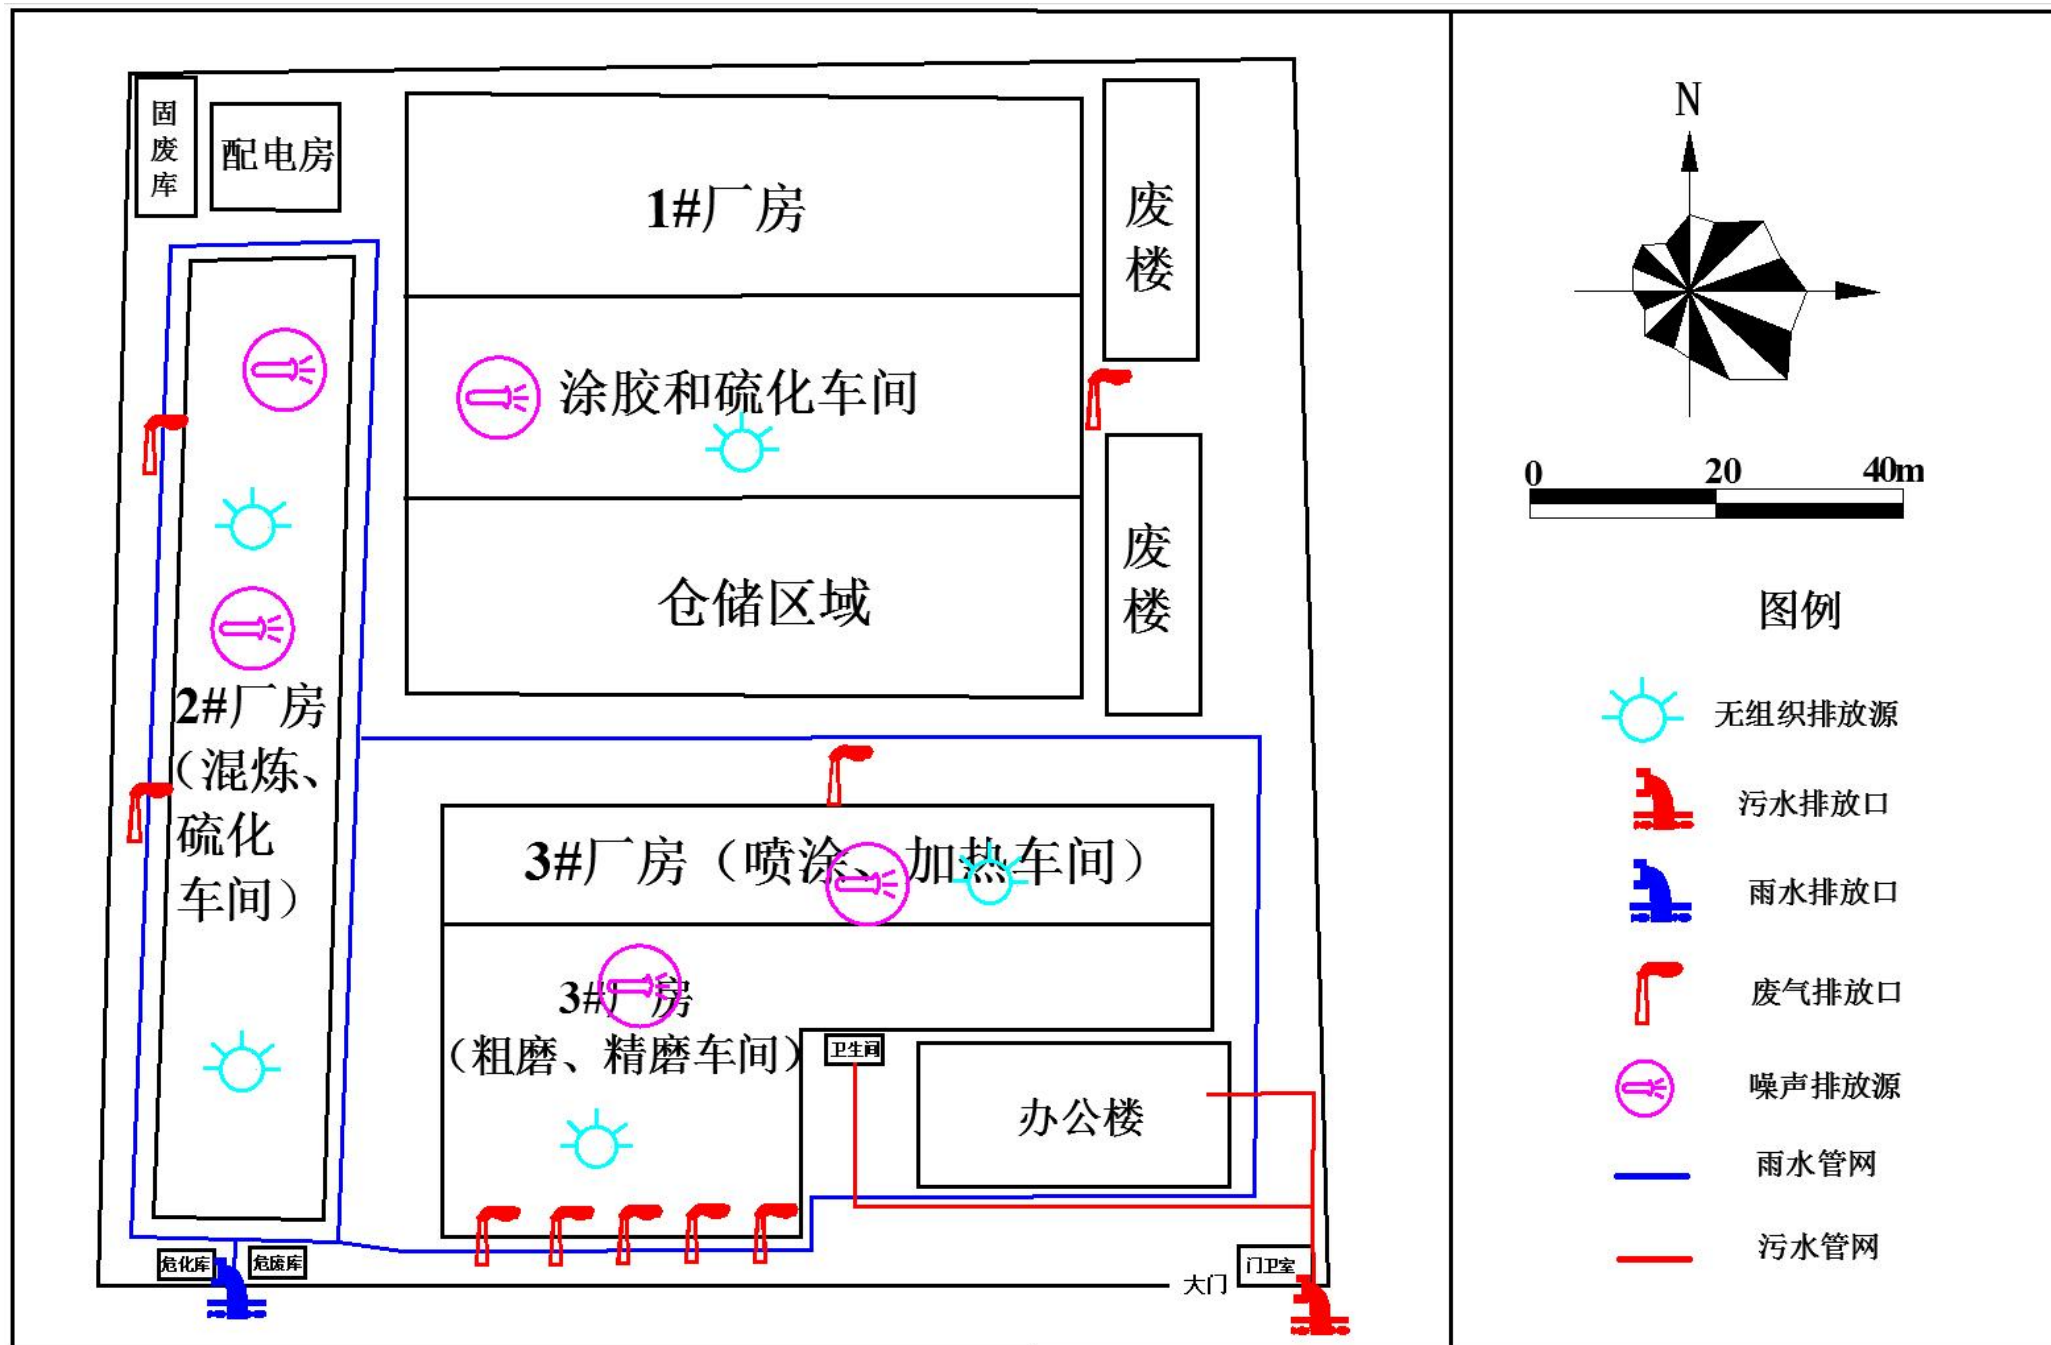 固
废
库
配电房
1#厂房
废
楼
涂胶和硫化车间
仓储区域
废
楼
2#厂房
（混炼、
硫化
车间）
3#厂房（喷涂、加热车间）
3#厂房
（粗磨、精磨车间）
卫生间
办公楼
危化库
危废库
大门
门卫室
N
0 20 40m
图例
无组织排放源
污水排放口
雨水排放口
废气排放口
噪声排放源
雨水管网
污水管网